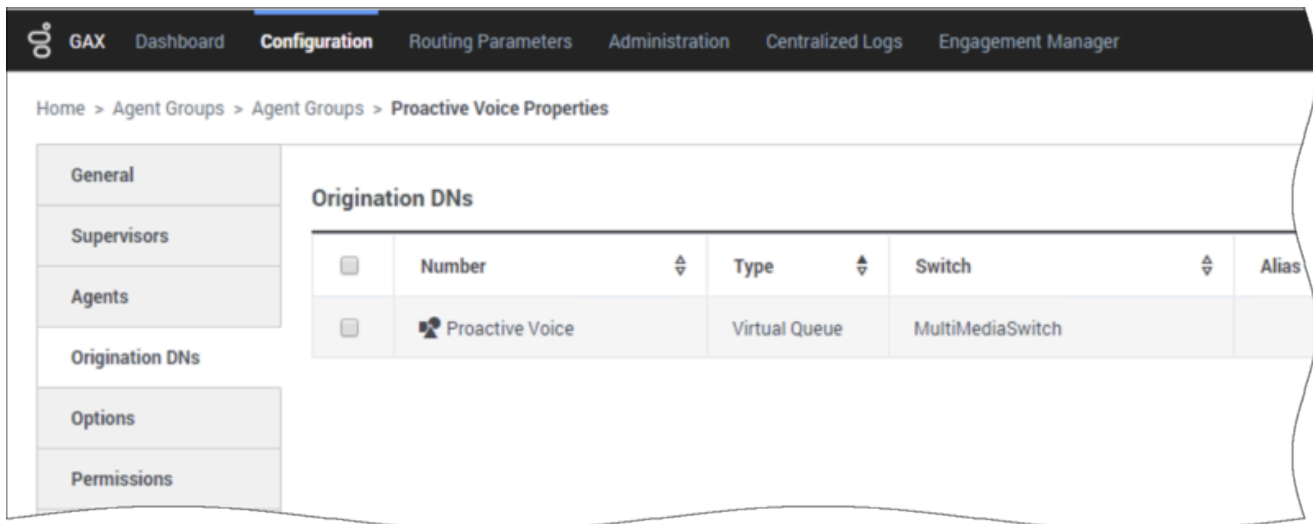 GAX Dashboard Configuration Routing Parameters Administration Centralized Logs Engagement Manager
Home > Agent Groups > Agent Groups > Proactive Voice Properties
General
Supervisors
Agents
Origination DNs
Options
Permissions
Origination DNs
Number Type Switch Alias
Proactive Voice Virtual Queue MultiMediaSwitch